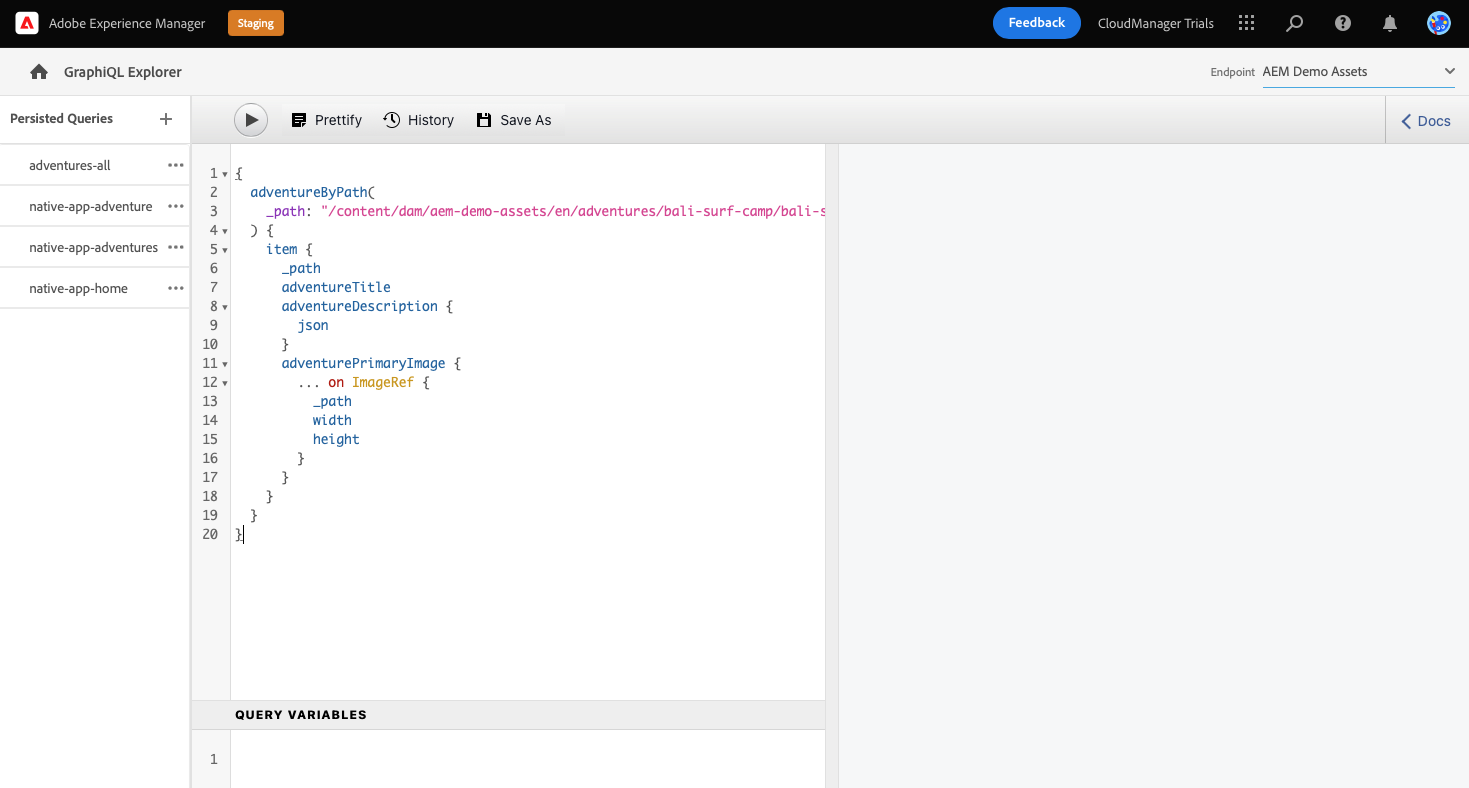 Adobe Experience Manager Staging Feedback CloudManager Trials
GraphiQL Explorer Endpoint AEM Demo Assets
Persisted Queries
adventures-all
native-app-adventure
native-app-adventures
native-app-home
Prettify History Save As Docs
1 {
2 adventureByPath(
3 _path: "/content/dam/aem-demo-assets/en/adventures/bali-surf-camp/bali-s
4 ) {
5 item {
6 _path
7 adventureTitle
8 adventureDescription {
9 json
10 }
11 adventurePrimaryImage {
12 ... on ImageRef {
13 _path
14 width
15 height
16 }
17 }
18 }
19 }
20 }
QUERY VARIABLES
1